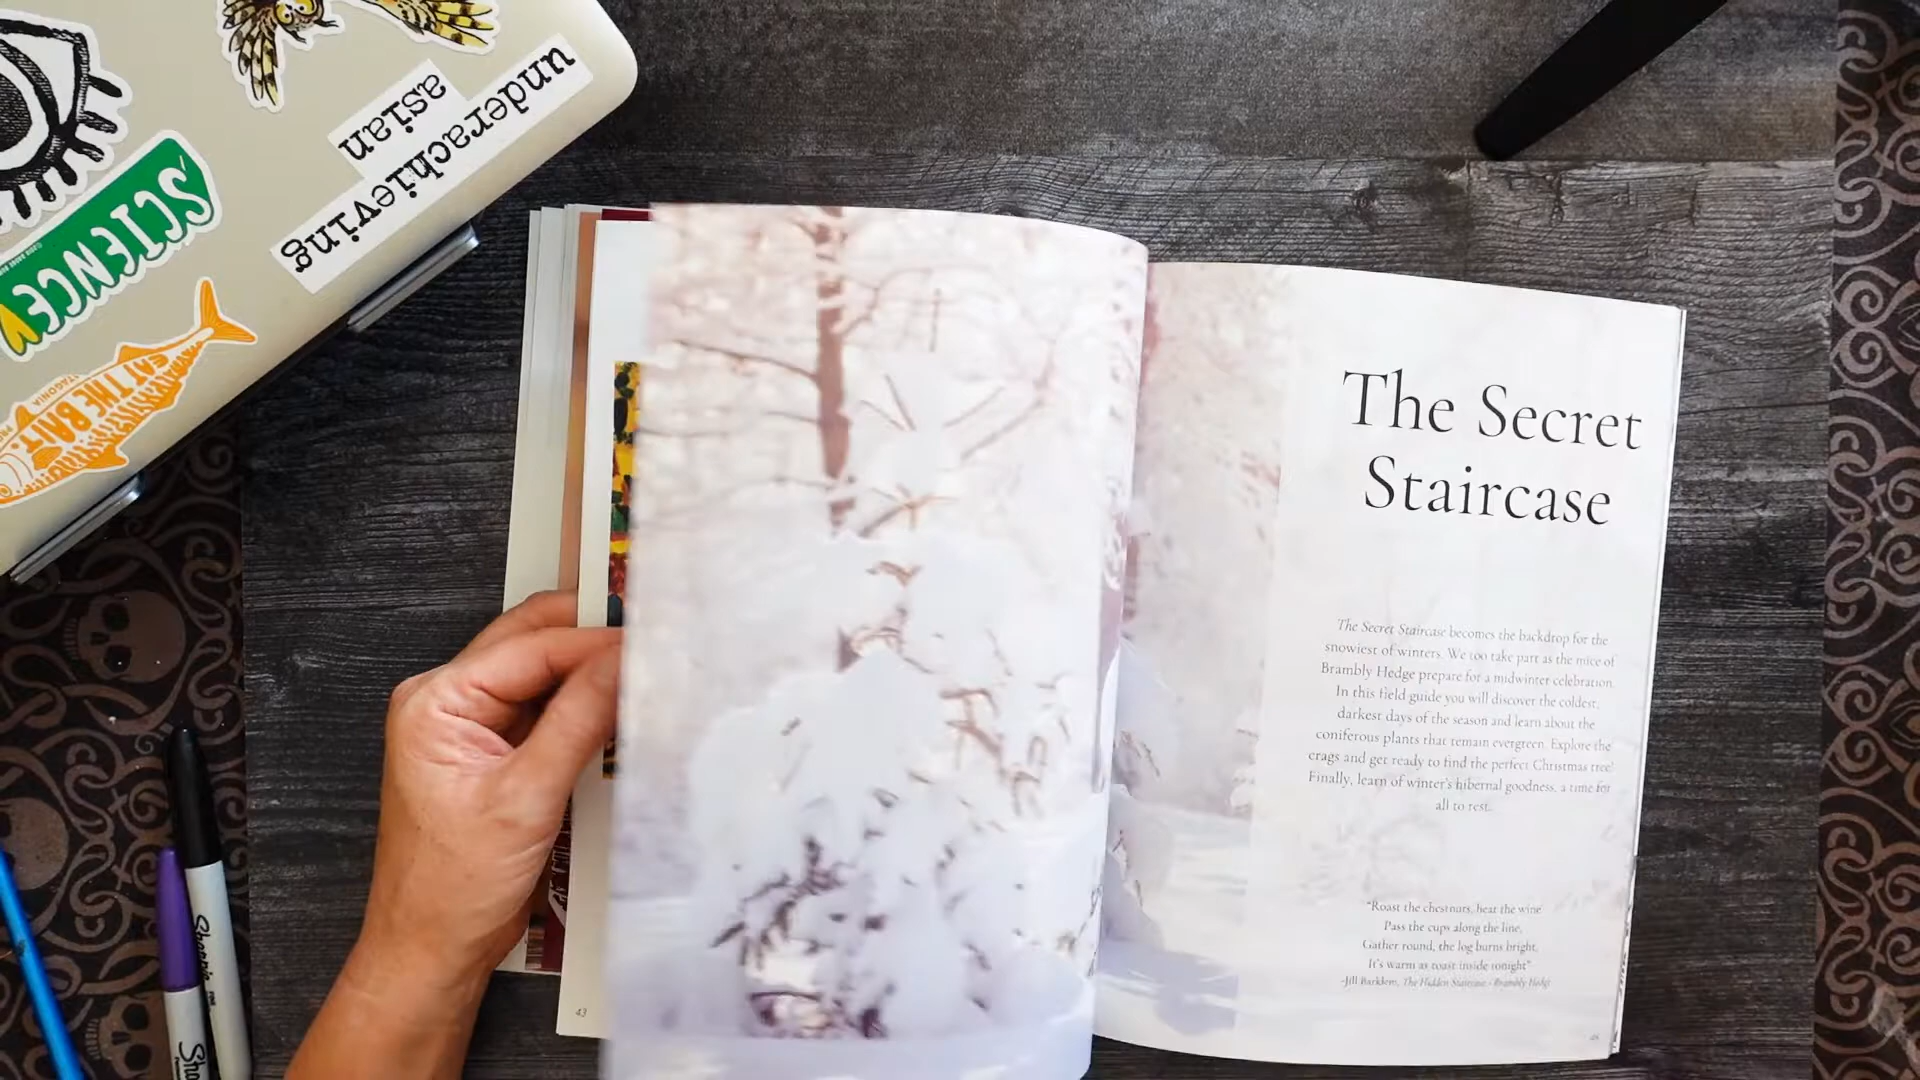 underachieving
asian
SCIENCE
EAT THE BAIT.
The Secret
Staircase
The Secret Staircase becomes the backdrop for the
snowiest of winters. We too take part as the mice of
Brambly Hedge prepare for a midwinter celebration.
In this field guide you will discover the coldest,
darkest days of the season and learn about the
coniferous plants that remain evergreen. Explore the
crags and get ready to find the perfect Christmas tree!
Finally, learn of winter's hibernal goodness, a time for
all to rest.
"Roast the chestnuts, heat the wine
Pass the cups along the line,
Gather round, the log burns bright,
It's warm as toast inside tonight"
-Jill Barklem, The Hidden Staircase - Brambly Hedge
43
Sharpie
Sha